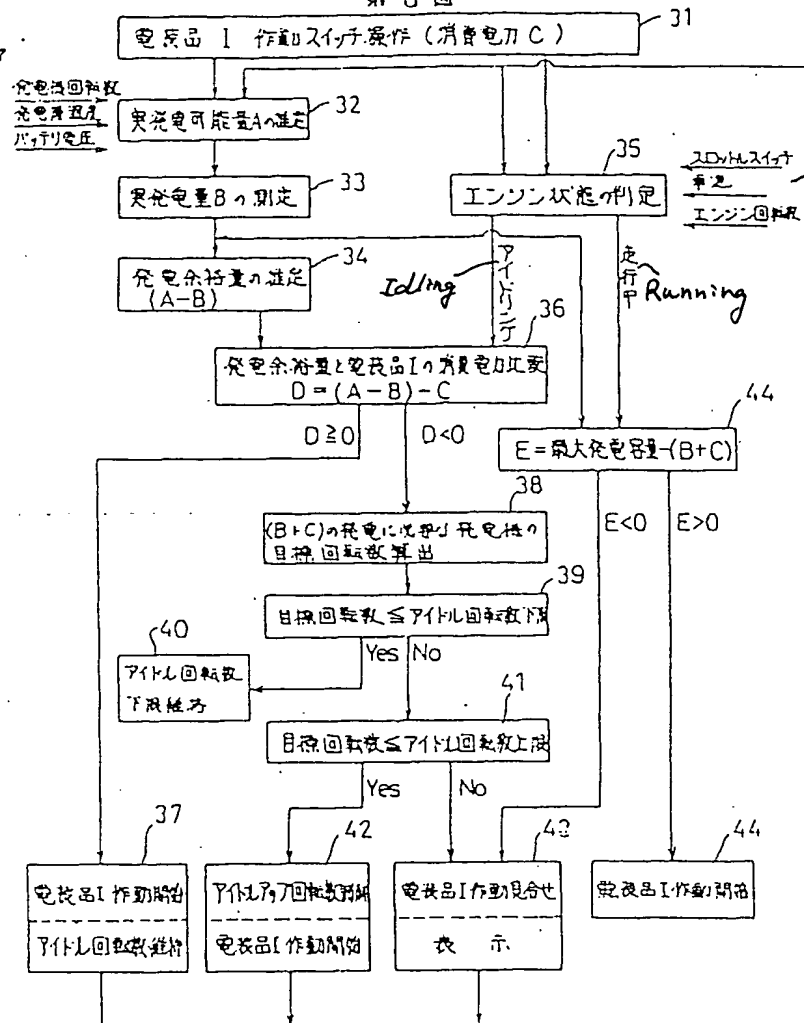 31
電装品 I 作動スイッチ操作 (消費電力 C)
発電機回転数
発電機温度
バッテリ電圧
32
実発電可能量Aの推定
35
スロットルスイッチ
車速
エンジン回転数
エンジン状態の判定
33
実発電量Bの測定
34
発電余裕量の推定
(A-B)
Idling
アイドリング
走行中
Running
36
発電余裕量と電装品Iの消費電力比較
D=(A-B)-C
44
D≧0
D<0
E=最大発電容量-(B+C)
38
(B+C)の発電に必要な発電機の
目標回転数算出
E<0
E>0
39
目標回転数≦アイドル回転数下限
40
Yes
No
アイドル回転数
下限維持
41
目標回転数≦アイドル回転数上限
Yes
No
37
42
43
44
電装品I作動開始
アイドル回転数維持
アイドルアップ回転数制御
電装品I作動開始
電装品I作動見合せ
表 示
電装品I作動開始